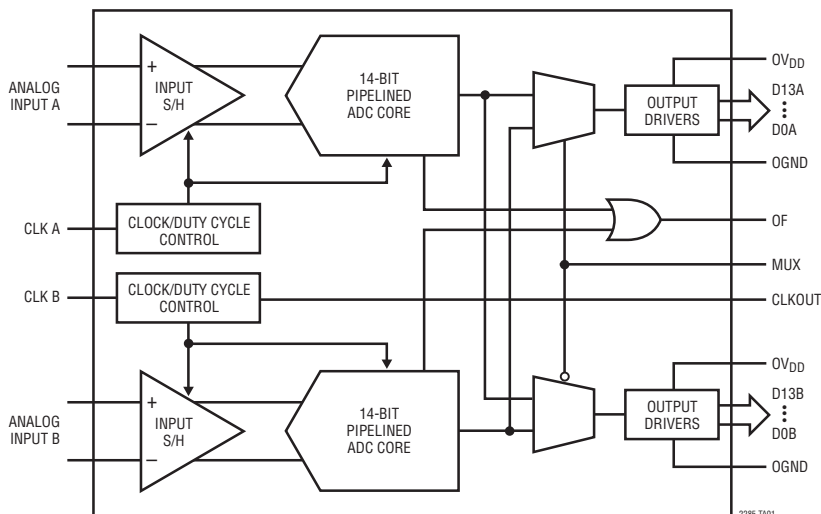 ANALOG
INPUT A
+
−
INPUT
S/H
14-BIT
PIPELINED
ADC CORE
OUTPUT
DRIVERS
OVDD
D13A
D0A
OGND
CLK A
CLOCK/DUTY CYCLE
CONTROL
OF
MUX
CLK B
CLOCK/DUTY CYCLE
CONTROL
CLKOUT
ANALOG
INPUT B
+
−
INPUT
S/H
14-BIT
PIPELINED
ADC CORE
OUTPUT
DRIVERS
OVDD
D13B
D0B
OGND
2285 TA01